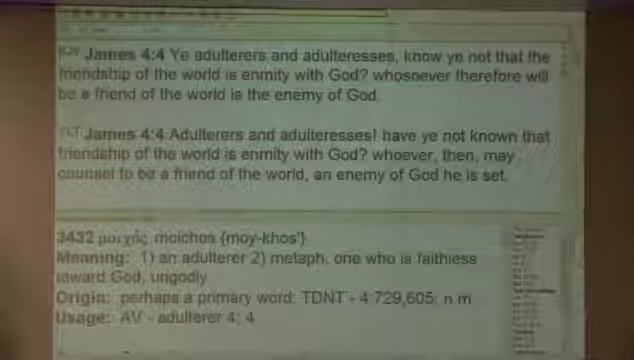 KJV James 4:4 Ye adulterers and adulteresses, know ye not that the
friendship of the world is enmity with God? whosoever therefore will
be a friend of the world is the enemy of God.
YLT James 4:4 Adulterers and adulteresses! have ye not known that
friendship of the world is enmity with God? whoever, then, may
counsel to be a friend of the world, an enemy of God he is set.
3432 μοιχός moichos {moy-khos'}
Meaning: 1) an adulterer 2) metaph. one who is faithless
toward God, ungodly
Origin: perhaps a primary word; TDNT - 4:729,605; n m
Usage: AV - adulterer 4; 4